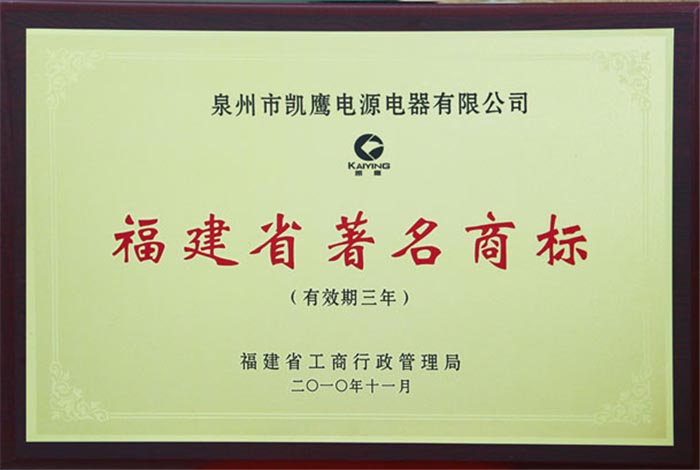 泉州市凯鹰电源电器有限公司
KAIYING
凯鹰
福建省著名商标
（有效期三年）
福建省工商行政管理局
二〇一〇年十一月